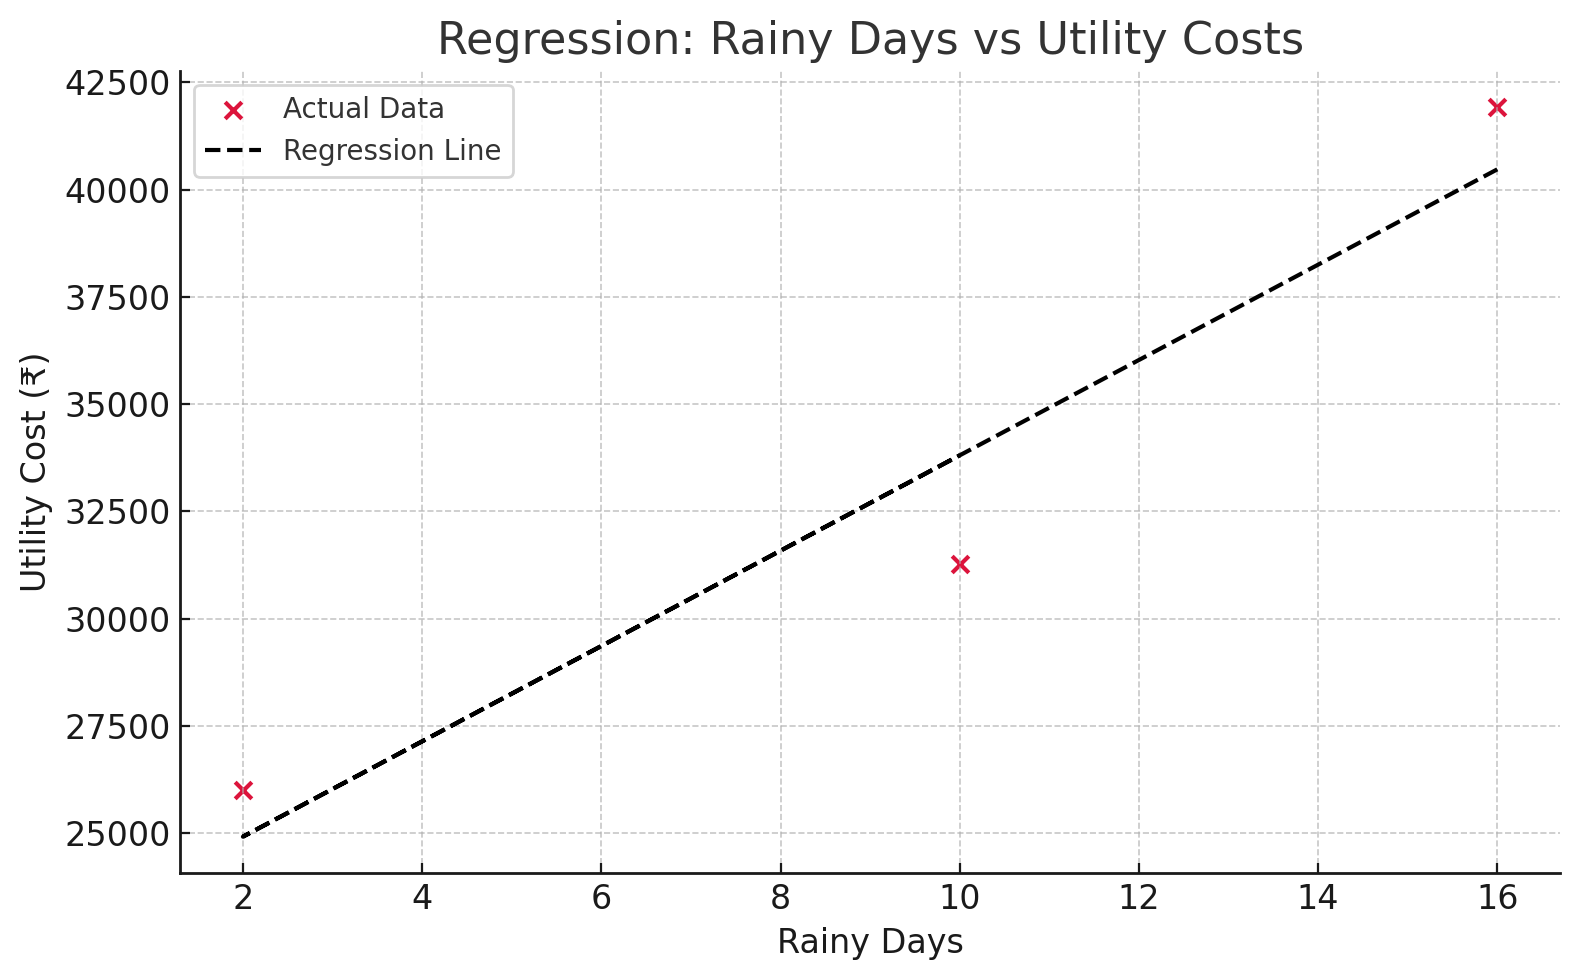 Regression: Rainy Days vs Utility Costs
Actual Data
Regression Line
42500
40000
37500
35000
32500
30000
27500
25000
Utility Cost (₹)
2 4 6 8 10 12 14 16
Rainy Days